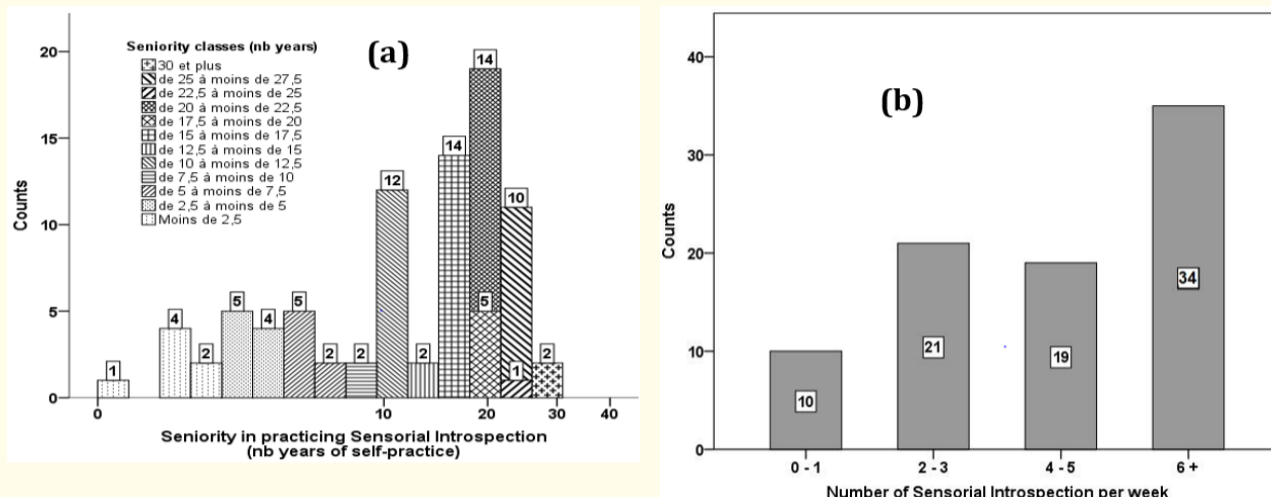 (a)
Seniority classes (nb years)
30 et plus
de 25 à moins de 27,5
de 22,5 à moins de 25
de 20 à moins de 22,5
de 17,5 à moins de 20
de 15 à moins de 17,5
de 12,5 à moins de 15
de 10 à moins de 12,5
de 7,5 à moins de 10
de 5 à moins de 7,5
de 2,5 à moins de 5
Moins de 2,5
Counts
20
15
10
5
0
1
4
2
5
4
5
2
2
12
2
14
14
5
10
1
2
0 10 20 30 40
Seniority in practicing Sensorial Introspection
(nb years of self-practice)
(b)
Counts
40
30
20
10
0
10
21
19
34
0 - 1 2 - 3 4 - 5 6 +
Number of Sensorial Introspection per week